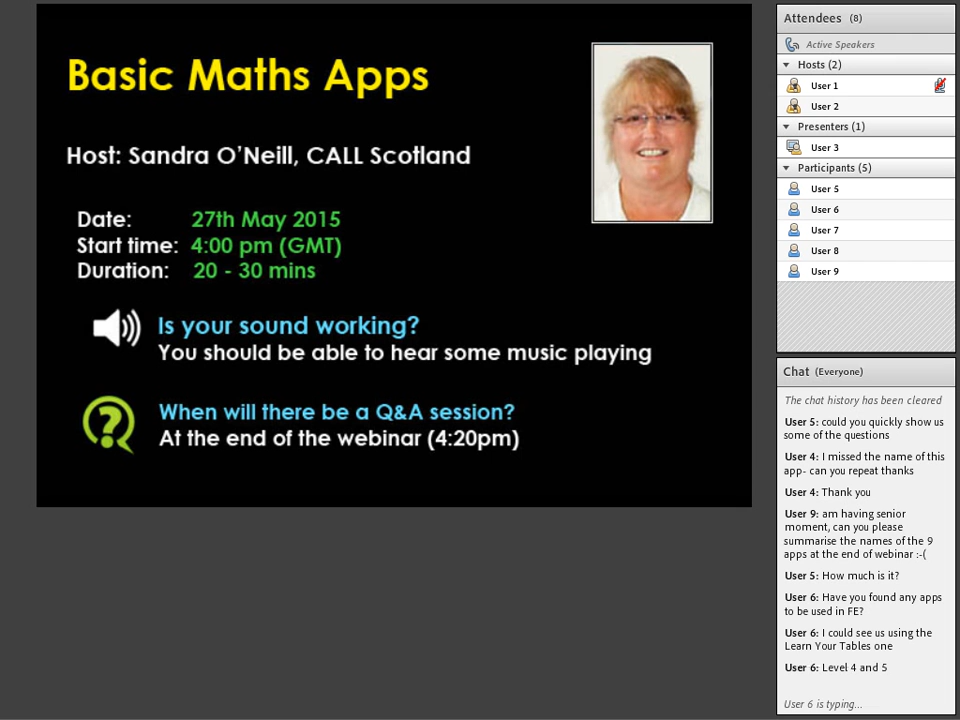 Basic Maths Apps
Host: Sandra O'Neill, CALL Scotland
Date: 27th May 2015
Start time: 4:00 pm (GMT)
Duration: 20 - 30 mins
Is your sound working?
You should be able to hear some music playing
When will there be a Q&A session?
At the end of the webinar (4:20pm)
Attendees (8)
Active Speakers
Hosts (2)
User 1
User 2
Presenters (1)
User 3
Participants (5)
User 5
User 6
User 7
User 8
User 9
Chat (Everyone)
The chat history has been cleared
User 5: could you quickly show us
some of the questions
User 4: I missed the name of this
app- can you repeat thanks
User 4: Thank you
User 9: am having senior
moment, can you please
summarise the names of the 9
apps at the end of webinar :-(
User 5: How much is it?
User 6: Have you found any apps
to be used in FE?
User 6: I could see us using the
Learn Your Tables one
User 6: Level 4 and 5
User 6 is typing...